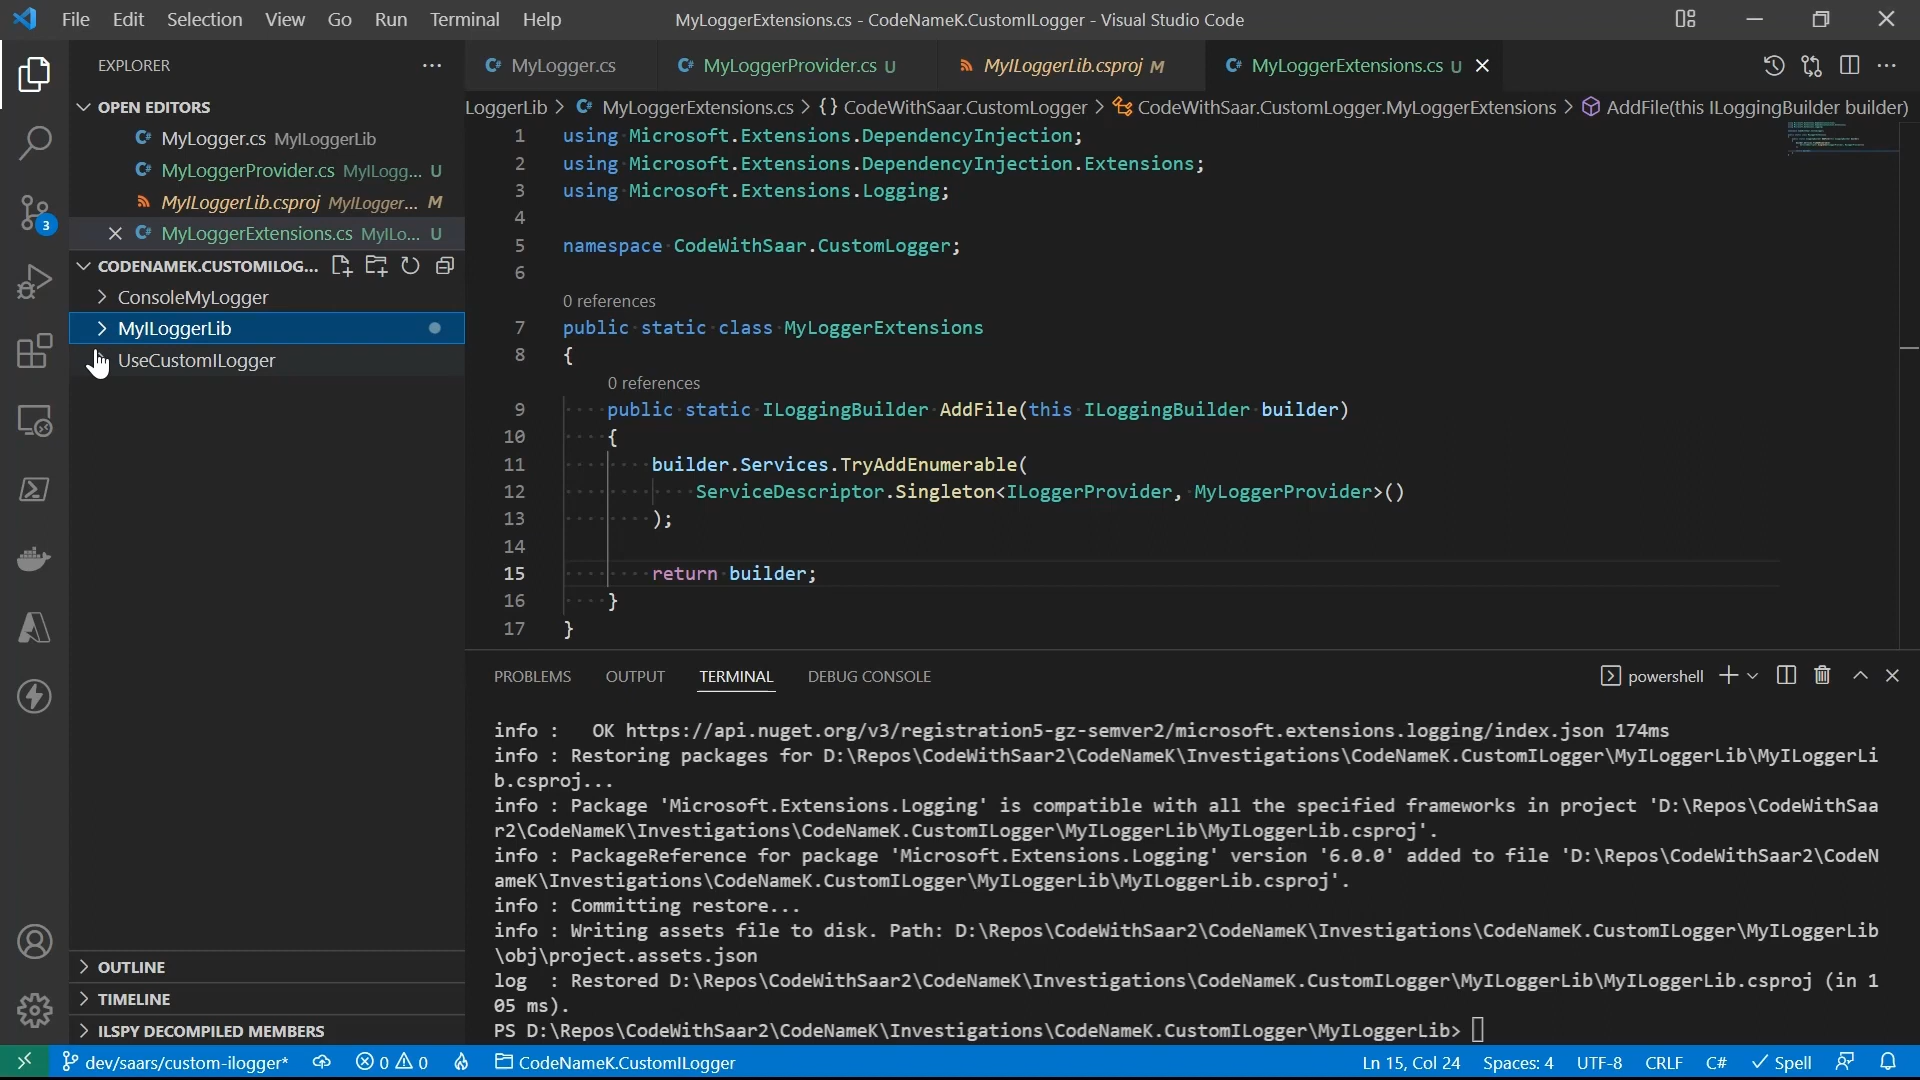 File Edit Selection View Go Run Terminal Help
MyLoggerExtensions.cs - CodeNameK.CustomILogger - Visual Studio Code
EXPLORER
OPEN EDITORS
MyLogger.cs MyILoggerLib
MyLoggerProvider.cs MyILogg... U
MyILoggerLib.csproj MyILogger... M
MyLoggerExtensions.cs MyILo... U
CODENAMEK.CUSTOMILOG...
ConsoleMyLogger
MyILoggerLib
UseCustomILogger
OUTLINE
TIMELINE
ILSPY DECOMPILED MEMBERS
3
MyLogger.cs
MyLoggerProvider.cs U
MyILoggerLib.csproj M
MyLoggerExtensions.cs U
LoggerLib > MyLoggerExtensions.cs > {} CodeWithSaar.CustomLogger > CodeWithSaar.CustomLogger.MyLoggerExtensions > AddFile(this ILoggingBuilder builder)
1 using Microsoft.Extensions.DependencyInjection;
2 using Microsoft.Extensions.DependencyInjection.Extensions;
3 using Microsoft.Extensions.Logging;
4
5 namespace CodeWithSaar.CustomLogger;
6
0 references
7 public static class MyLoggerExtensions
8 {
0 references
9 public static ILoggingBuilder AddFile(this ILoggingBuilder builder)
10 {
11 builder.Services.TryAddEnumerable(
12 ServiceDescriptor.Singleton<ILoggerProvider, MyLoggerProvider>()
13 );
14
15 return builder;
16 }
17 }
PROBLEMS OUTPUT TERMINAL DEBUG CONSOLE
powershell
info :   OK https://api.nuget.org/v3/registration5-gz-semver2/microsoft.extensions.logging/index.json 174ms
info : Restoring packages for D:\Repos\CodeWithSaar2\CodeNameK\Investigations\CodeNameK.CustomILogger\MyILoggerLib\MyILoggerLi
b.csproj...
info : Package 'Microsoft.Extensions.Logging' is compatible with all the specified frameworks in project 'D:\Repos\CodeWithSaa
r2\CodeNameK\Investigations\CodeNameK.CustomILogger\MyILoggerLib\MyILoggerLib.csproj'.
info : PackageReference for package 'Microsoft.Extensions.Logging' version '6.0.0' added to file 'D:\Repos\CodeWithSaar2\CodeN
ameK\Investigations\CodeNameK.CustomILogger\MyILoggerLib\MyILoggerLib.csproj'.
info : Committing restore...
info : Writing assets file to disk. Path: D:\Repos\CodeWithSaar2\CodeNameK\Investigations\CodeNameK.CustomILogger\MyILoggerLib
\obj\project.assets.json
log  : Restored D:\Repos\CodeWithSaar2\CodeNameK\Investigations\CodeNameK.CustomILogger\MyILoggerLib\MyILoggerLib.csproj (in 1
05 ms).
PS D:\Repos\CodeWithSaar2\CodeNameK\Investigations\CodeNameK.CustomILogger\MyILoggerLib>
dev/saars/custom-ilogger* 0 0 CodeNameK.CustomILogger Ln 15, Col 24 Spaces: 4 UTF-8 CRLF C# Spell